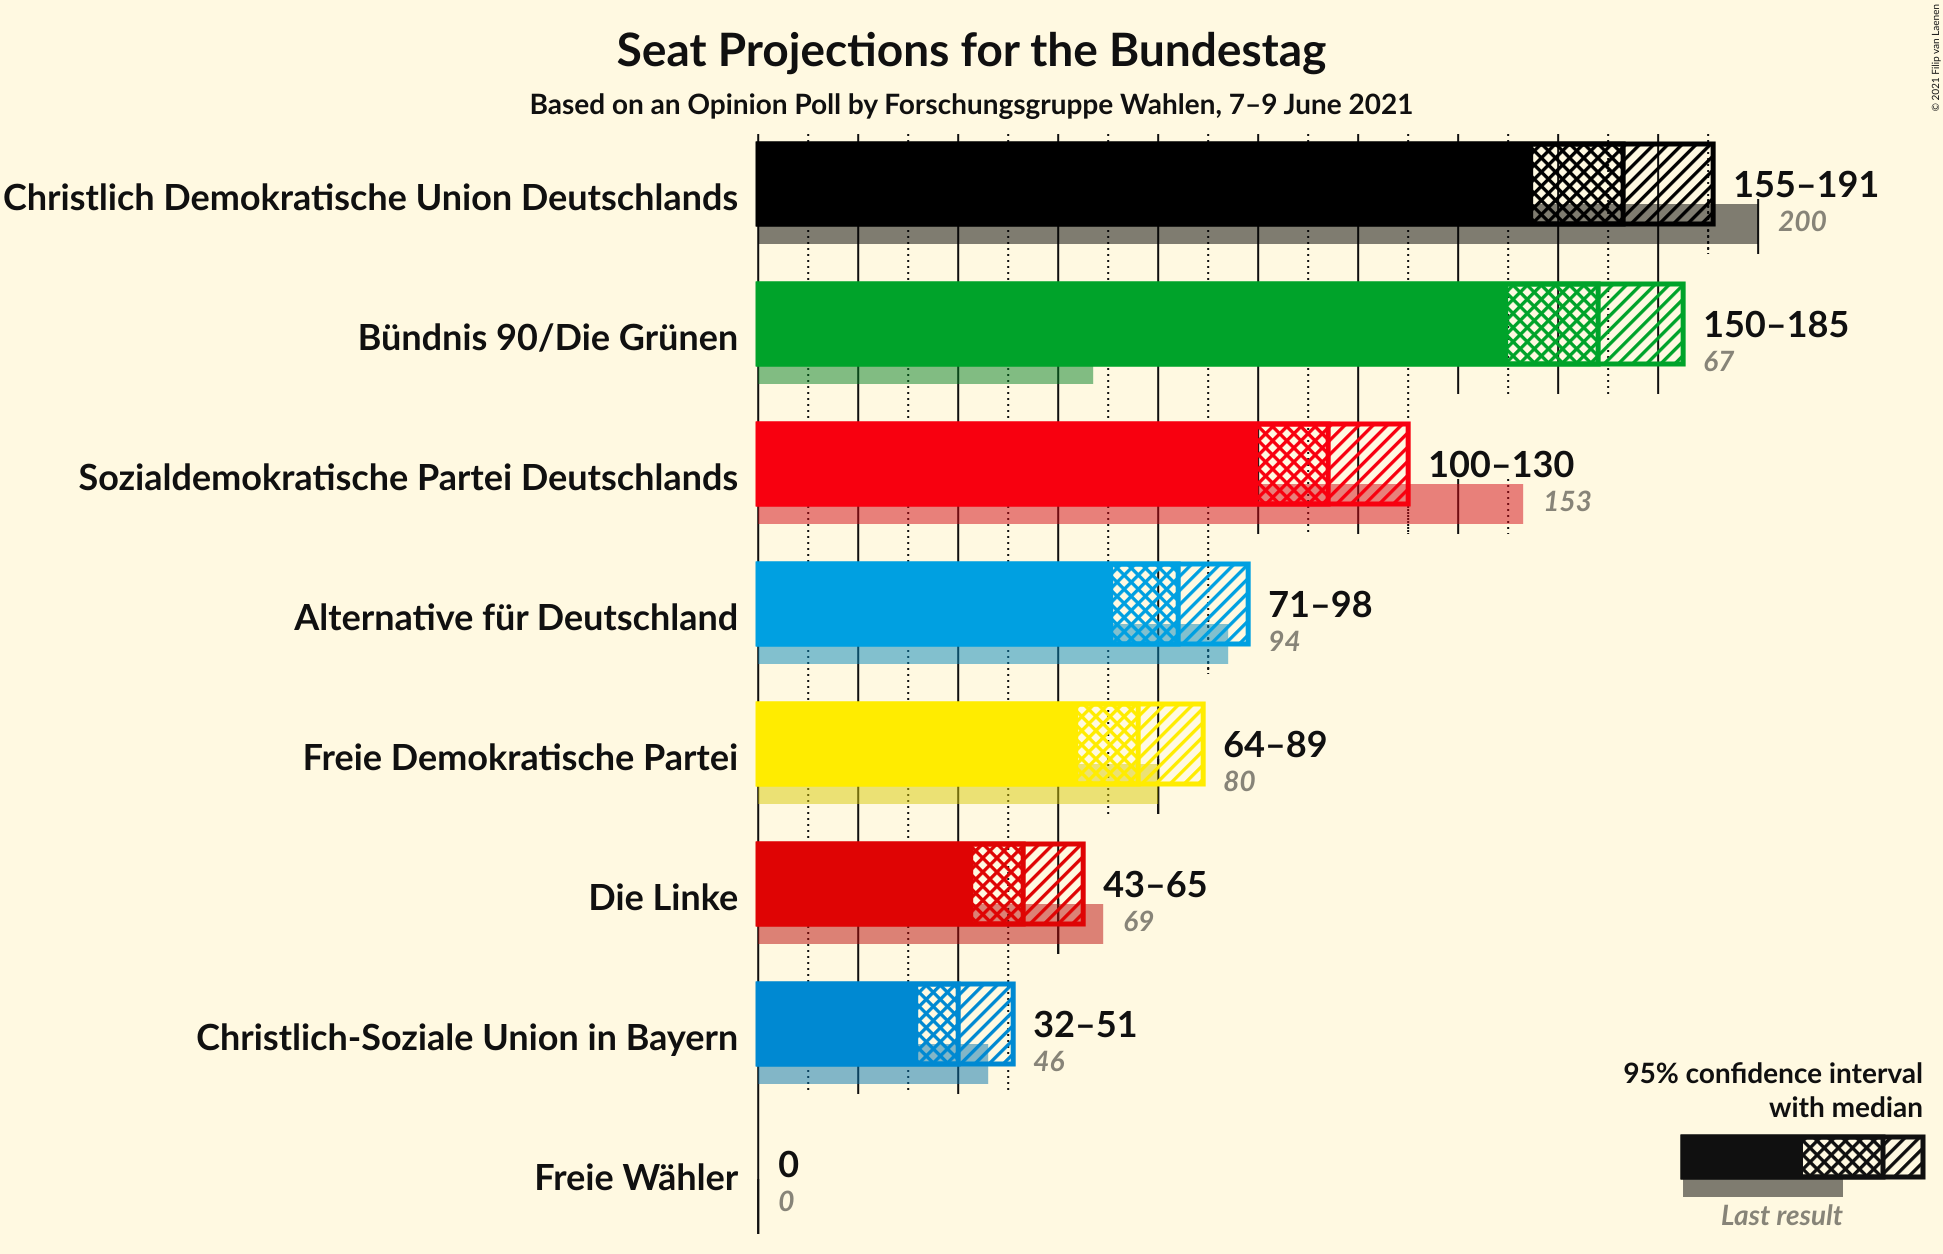 Seat Projections for the Bundestag
Based on an Opinion Poll by Forschungsgruppe Wahlen, 7–9 June 2021
© 2021 Filip van Laenen
Christlich Demokratische Union Deutschlands
155–191
200
Bündnis 90/Die Grünen
150–185
67
Sozialdemokratische Partei Deutschlands
100–130
153
Alternative für Deutschland
71–98
94
Freie Demokratische Partei
64–89
80
Die Linke
43–65
69
Christlich-Soziale Union in Bayern
32–51
46
Freie Wähler
0
0
95% confidence interval
with median
Last result